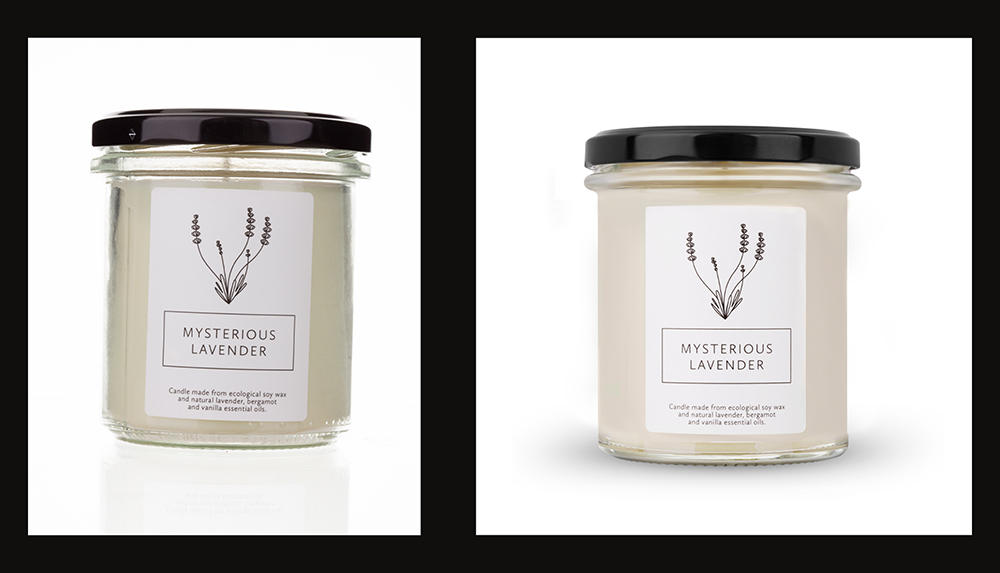 MYSTERIOUS
LAVENDER
Candle made from ecological soy wax
and natural lavender, bergamot
and vanilla essential oils.
MYSTERIOUS
LAVENDER
Candle made from ecological soy wax
and natural lavender, bergamot
and vanilla essential oils.